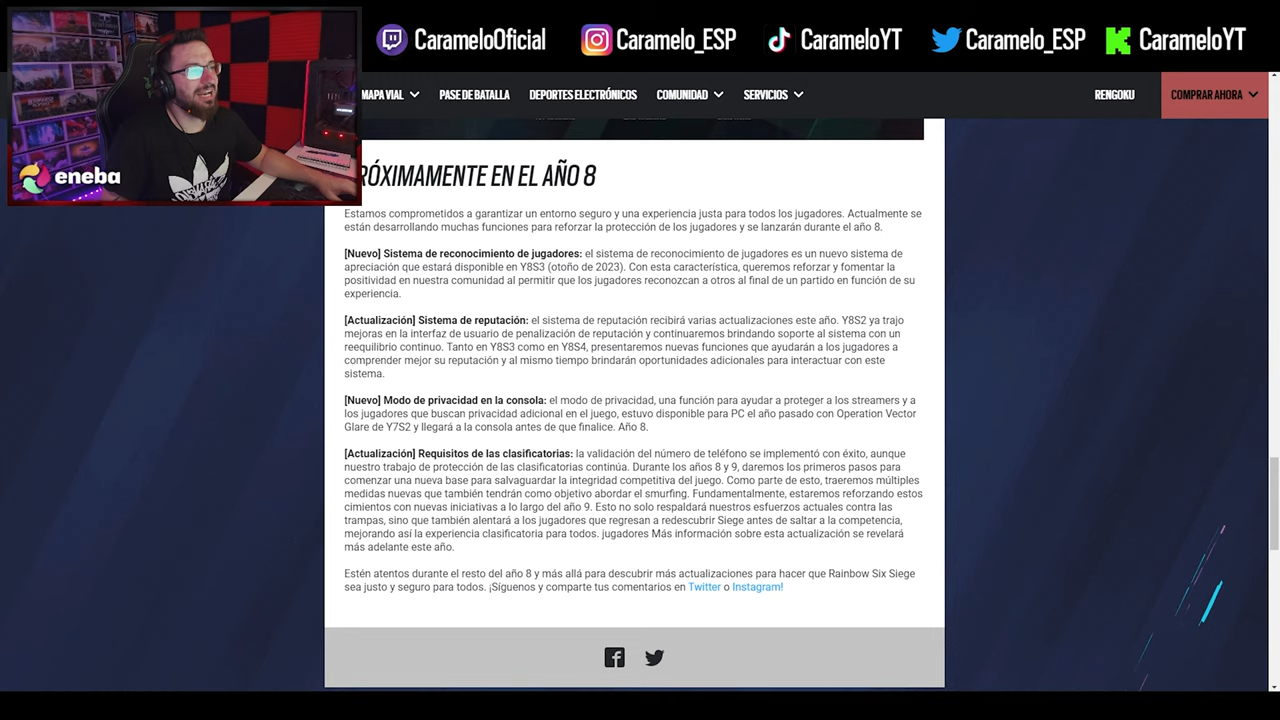 CarameloOficial
Caramelo_ESP
CarameloYT
Caramelo_ESP
CarameloYT
MAPA VIAL
PASE DE BATALLA
DEPORTES ELECTRÓNICOS
COMUNIDAD
SERVICIOS
RENGOKU
COMPRAR AHORA
eneba
RÓXIMAMENTE EN EL AÑO 8
Estamos comprometidos a garantizar un entorno seguro y una experiencia justa para todos los jugadores. Actualmente se
están desarrollando muchas funciones para reforzar la protección de los jugadores y se lanzarán durante el año 8.
[Nuevo] Sistema de reconocimiento de jugadores: el sistema de reconocimiento de jugadores es un nuevo sistema de
apreciación que estará disponible en Y8S3 (otoño de 2023). Con esta característica, queremos reforzar y fomentar la
positividad en nuestra comunidad al permitir que los jugadores reconozcan a otros al final de un partido en función de su
experiencia.
[Actualización] Sistema de reputación: el sistema de reputación recibirá varias actualizaciones este año. Y8S2 ya trajo
mejoras en la interfaz de usuario de penalización de reputación y continuaremos brindando soporte al sistema con un
reequilibrio continuo. Tanto en Y8S3 como en Y8S4, presentaremos nuevas funciones que ayudarán a los jugadores a
comprender mejor su reputación y al mismo tiempo brindarán oportunidades adicionales para interactuar con este
sistema.
[Nuevo] Modo de privacidad en la consola: el modo de privacidad, una función para ayudar a proteger a los streamers y a
los jugadores que buscan privacidad adicional en el juego, estuvo disponible para PC el año pasado con Operation Vector
Glare de Y7S2 y llegará a la consola antes de que finalice. Año 8.
[Actualización] Requisitos de las clasificatorias: la validación del número de teléfono se implementó con éxito, aunque
nuestro trabajo de protección de las clasificatorias continúa. Durante los años 8 y 9, daremos los primeros pasos para
comenzar una nueva base para salvaguardar la integridad competitiva del juego. Como parte de esto, traeremos múltiples
medidas nuevas que también tendrán como objetivo abordar el smurfing. Fundamentalmente, estaremos reforzando estos
cimientos con nuevas iniciativas a lo largo del año 9. Esto no solo respaldará nuestros esfuerzos actuales contra las
trampas, sino que también alentará a los jugadores que regresan a redescubrir Siege antes de saltar a la competencia,
mejorando así la experiencia clasificatoria para todos. jugadores Más información sobre esta actualización se revelará
más adelante este año.
Estén atentos durante el resto del año 8 y más allá para descubrir más actualizaciones para hacer que Rainbow Six Siege
sea justo y seguro para todos. ¡Síguenos y comparte tus comentarios en Twitter o Instagram!